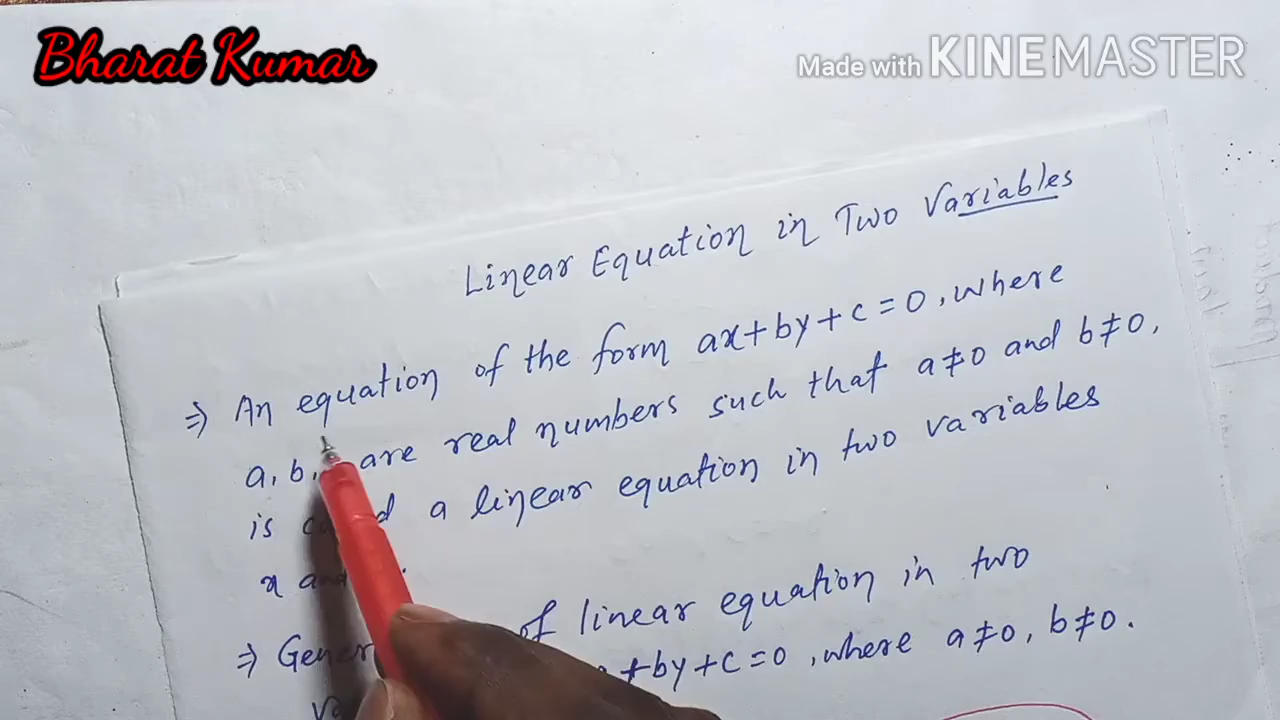 Bharat Kumar
Made with KINEMASTER
Linear Equation in Two Variables
⇒ An equation of the form ax+by+c=0, where
a, b, are real numbers such that a≠0 and b≠0,
is a linear equation in two variables
x
⇒ of linear equation in two
+by+c=0, where a≠0, b≠0.